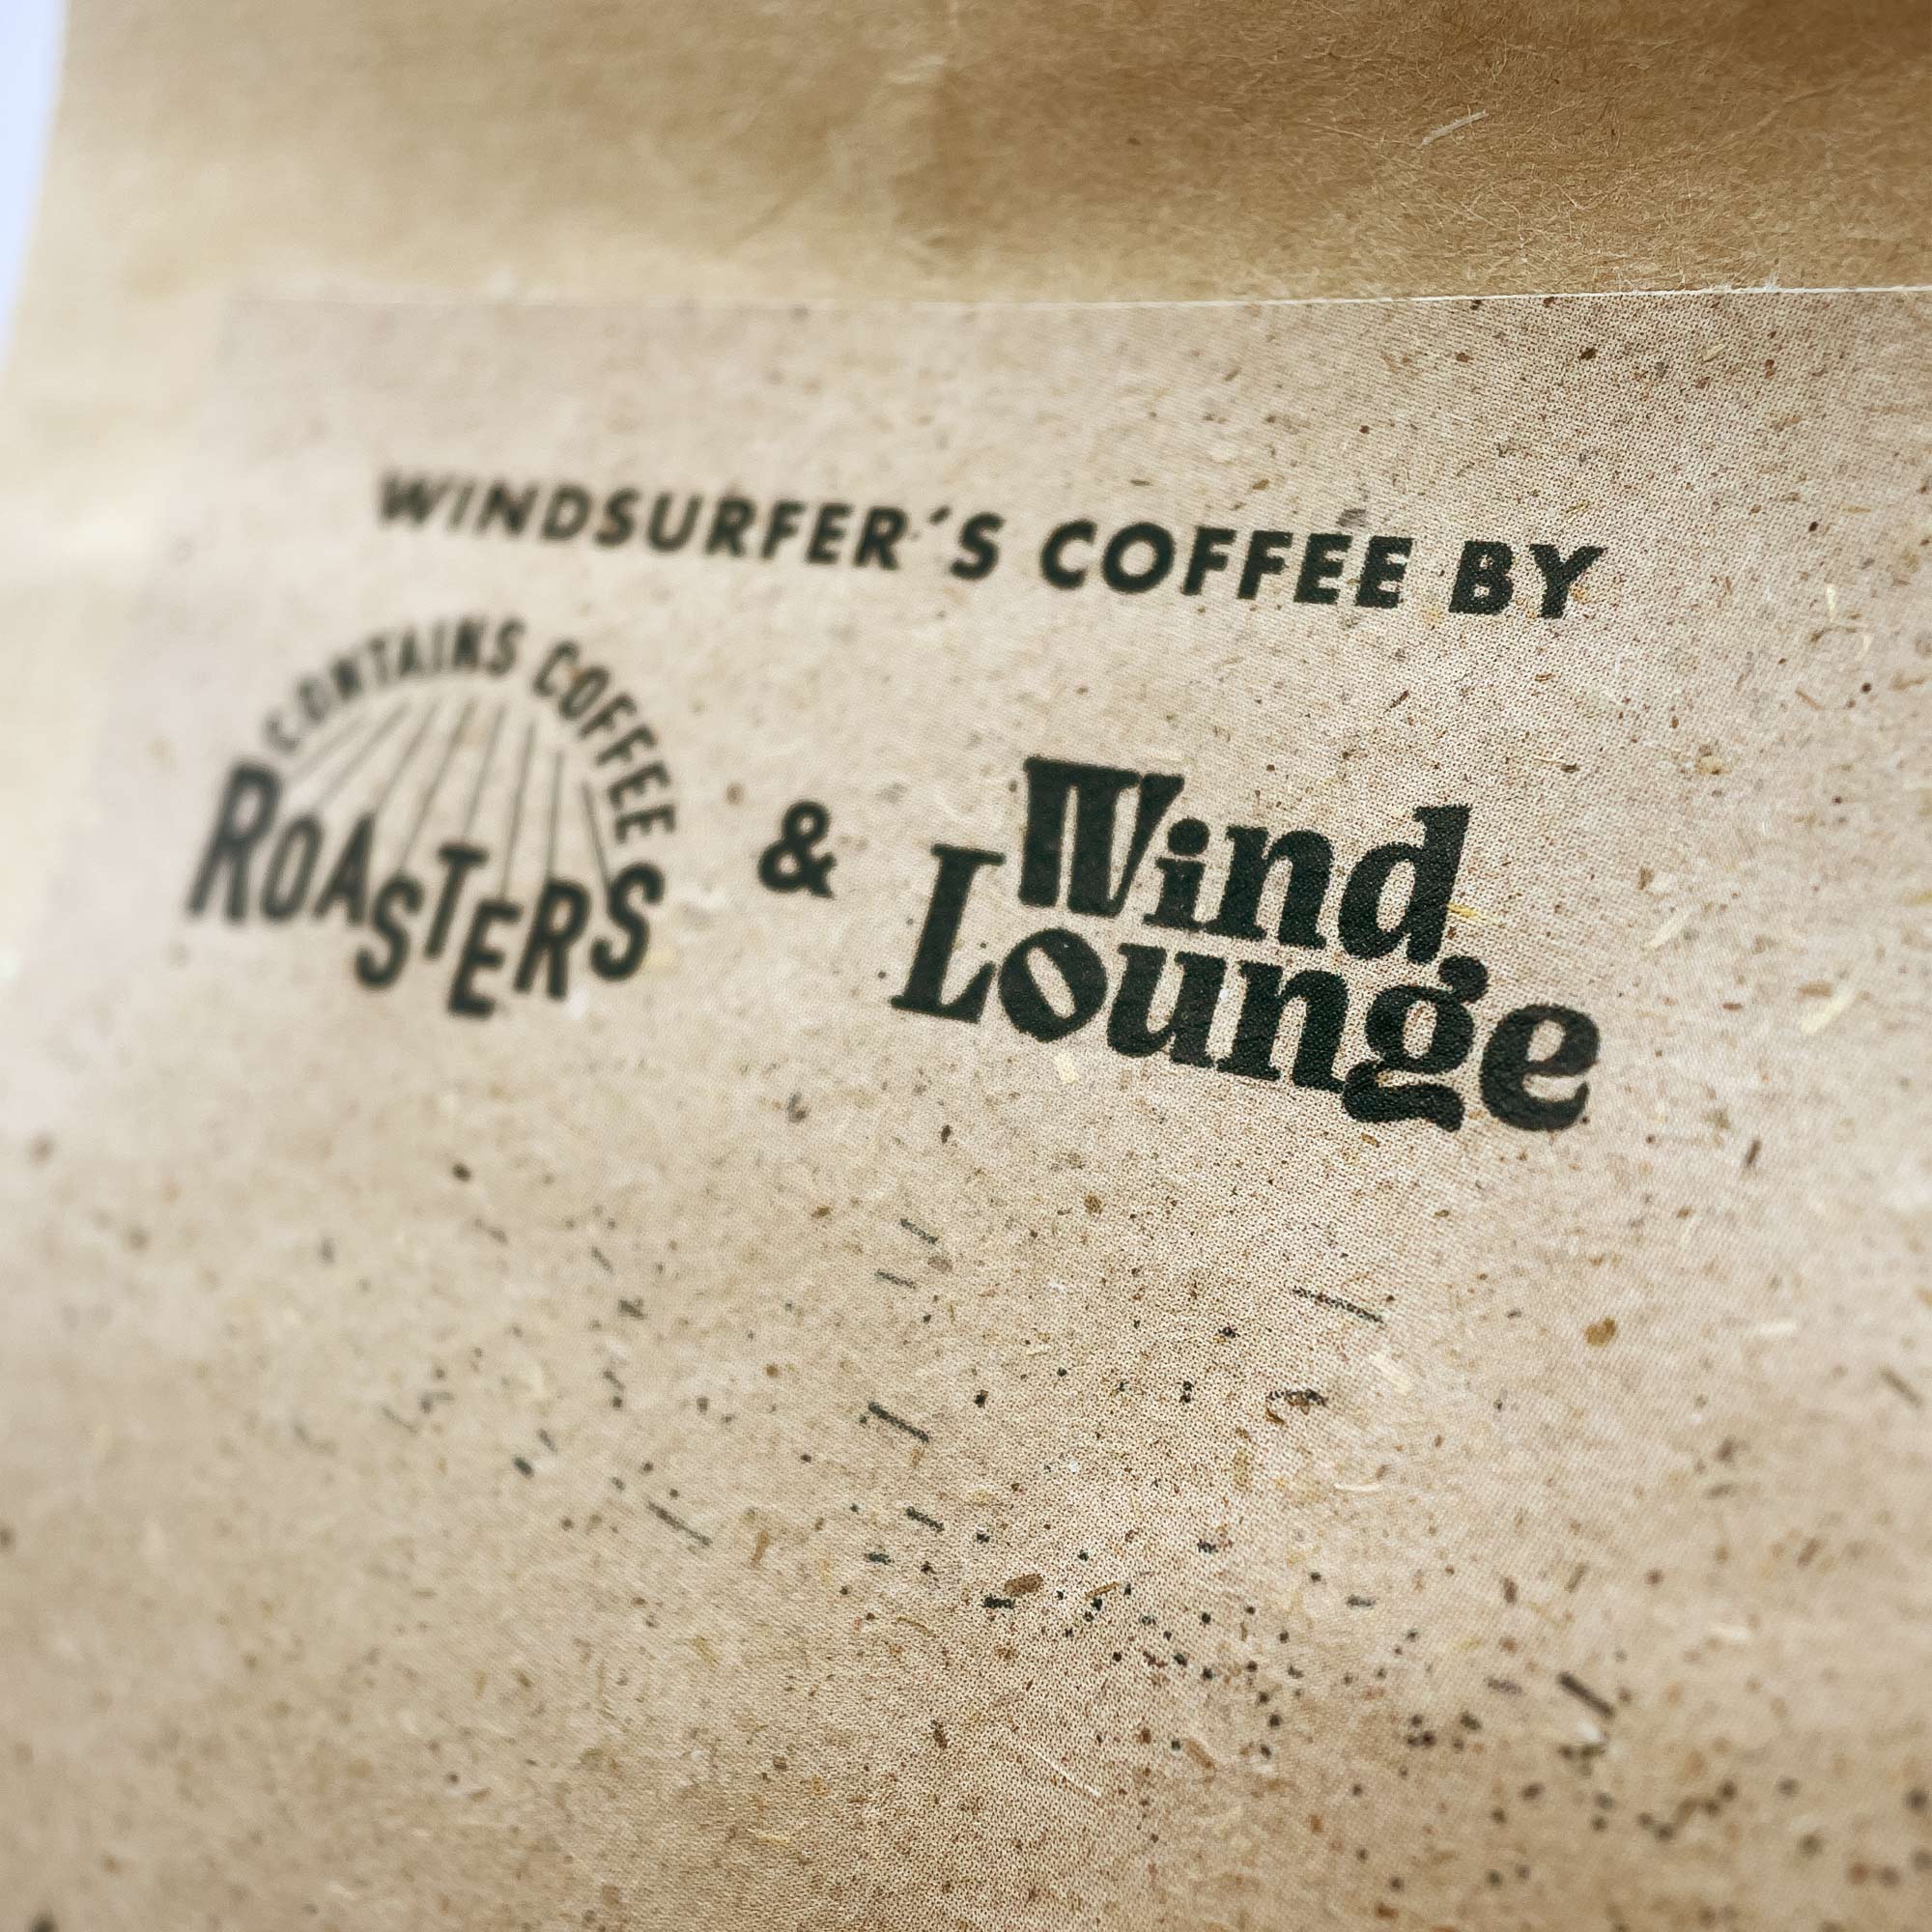 WINDSURFER´S COFFEE BY
CONTAINS COFFEE
ROASTERS
&
Wind
Lounge